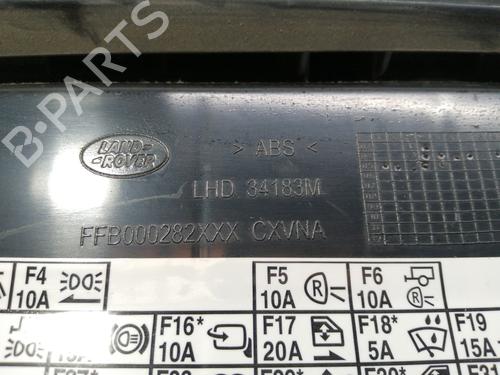 LAND-
-ROVER
> ABS <
LHD 34183M
FFB000282XXX CXVNA
F4
10A
F5
10A
R
F6
10A
F16*
10A
F17
20A
F18*
5A
F19
15A